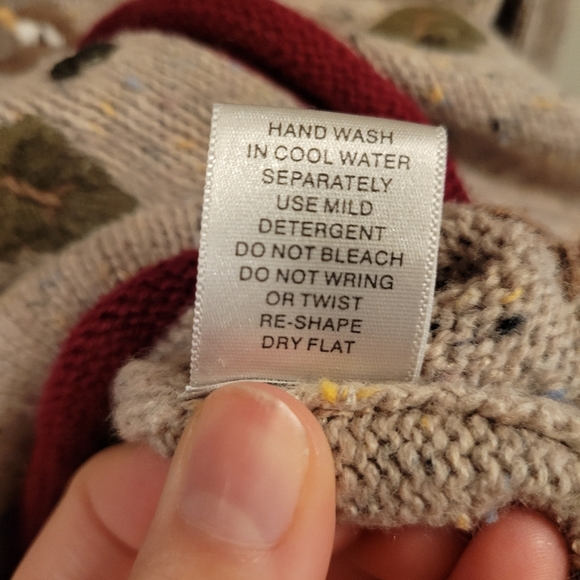 HAND WASH
IN COOL WATER
SEPARATELY
USE MILD
DETERGENT
DO NOT BLEACH
DO NOT WRING
OR TWIST
RE-SHAPE
DRY FLAT